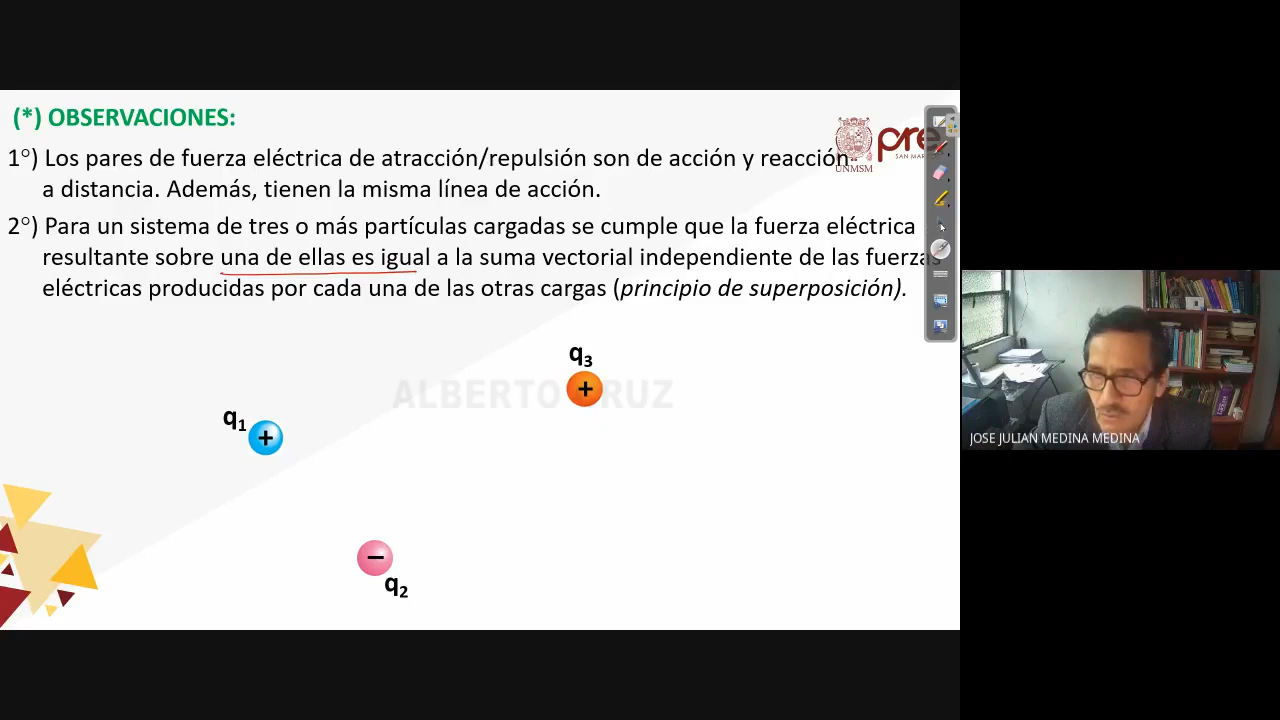 (*) OBSERVACIONES:
pre
SAN MAR
UNMSM
1°) Los pares de fuerza eléctrica de atracción/repulsión son de acción y reacción
a distancia. Además, tienen la misma línea de acción.
2°) Para un sistema de tres o más partículas cargadas se cumple que la fuerza eléctrica
resultante sobre una de ellas es igual a la suma vectorial independiente de las fuerzas
eléctricas producidas por cada una de las otras cargas (principio de superposición).
q3
+
ALBERTO CRUZ
q1
+
JOSE JULIAN MEDINA MEDINA
−
q2